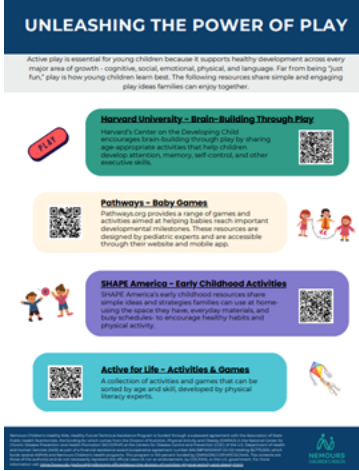 UNLEASHING THE POWER OF PLAY
Active play is essential for young children because it supports healthy development across every
major area of growth - cognitive, social, emotional, physical, and language. Far from being "just
fun," play is how young children learn best. The following resources share simple and engaging
play ideas families can enjoy together.
Harvard University - Brain-Building Through Play
Harvard's Center on the Developing Child
encourages brain-building through play by sharing
age-appropriate activities that help children
develop attention, memory, self-control, and other
executive skills.
PLAY
Pathways - Baby Games
Pathways.org provides a range of games and
activities aimed at helping babies reach important
developmental milestones. These resources are
designed by pediatric experts and are accessible
through their website and mobile app.
SHAPE America - Early Childhood Activities
SHAPE America's early childhood resources share
simple ideas and strategies families can use at home-
using the space they have, everyday materials, and
busy schedules- to encourage healthy habits and
physical activity.
Active for Life - Activities & Games
A collection of activities and games that can be
sorted by age and skill, developed by physical
literacy experts.
NEMOURS
CHILDREN'S HEALTH